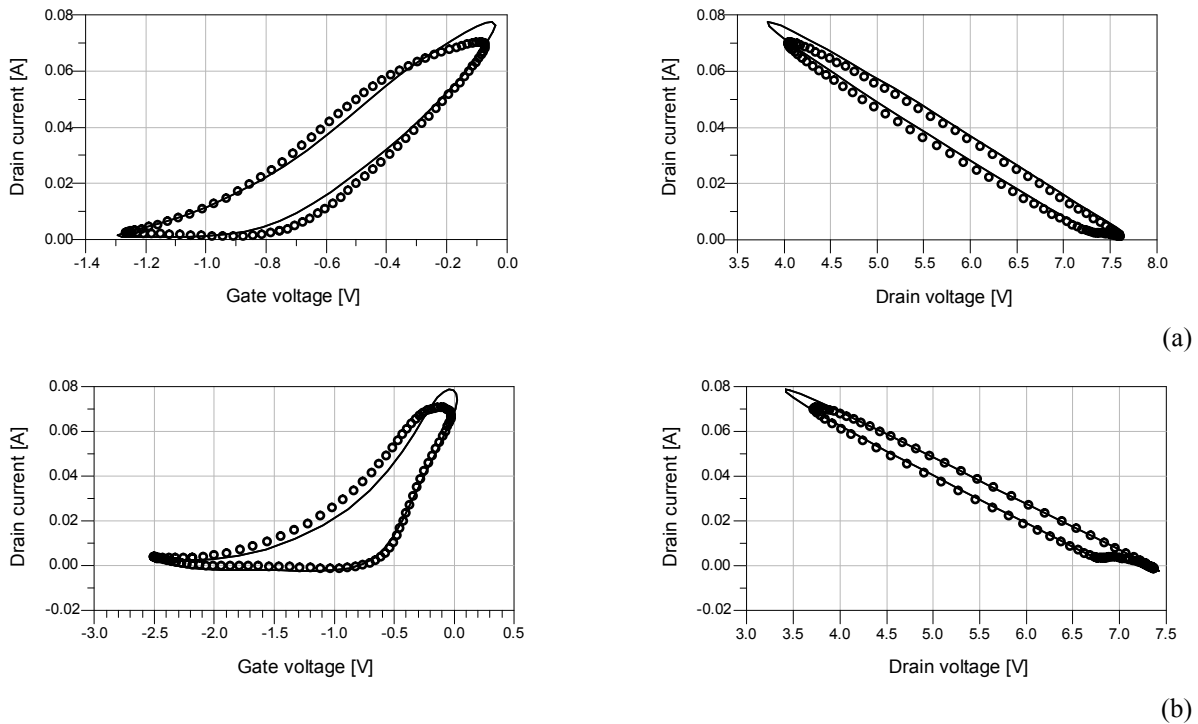 0.08
0.06
0.04
0.02
0.00
Drain current [A]
-1.4 -1.2 -1.0 -0.8 -0.6 -0.4 -0.2 0.0
Gate voltage [V]
0.08
0.06
0.04
0.02
0.00
Drain current [A]
3.5 4.0 4.5 5.0 5.5 6.0 6.5 7.0 7.5 8.0
Drain voltage [V]
(a)
0.08
0.06
0.04
0.02
0.00
-0.02
Drain current [A]
-3.0 -2.5 -2.0 -1.5 -1.0 -0.5 0.0 0.5
Gate voltage [V]
0.08
0.06
0.04
0.02
0.00
-0.02
Drain current [A]
3.0 3.5 4.0 4.5 5.0 5.5 6.0 6.5 7.0 7.5
Drain voltage [V]
(b)